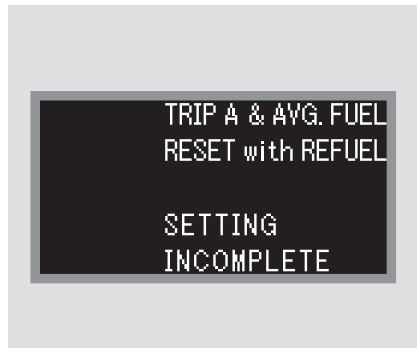 TRIP A & AVG. FUEL
RESET with REFUEL
SETTING
INCOMPLETE